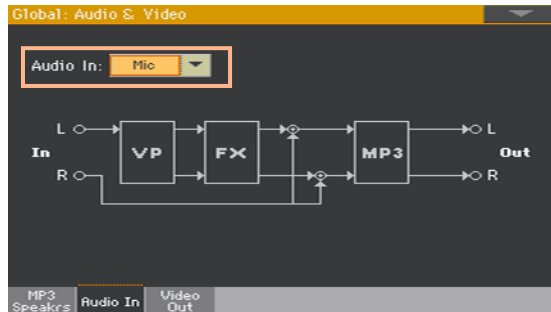 Global: Audio & Video
Audio In: Mic
L VP FX MP3 L
In Out
R R
MP3 Speakrs
Audio In
Video Out